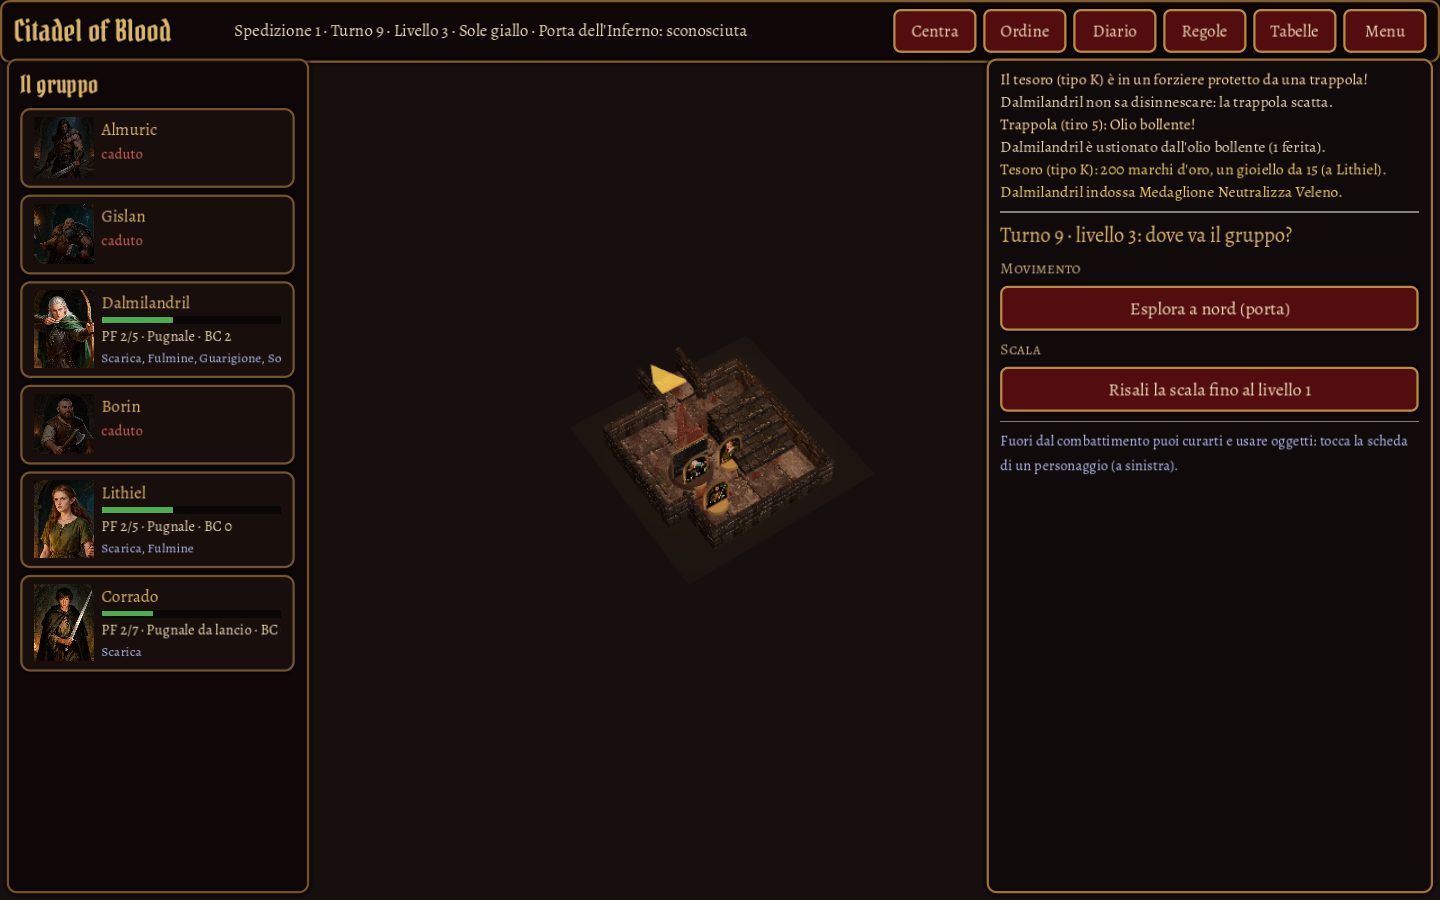 Citadel of Blood
Spedizione 1 · Turno 9 · Livello 3 · Sole giallo · Porta dell'Inferno: sconosciuta
Centra
Ordine
Diario
Regole
Tabelle
Menu
Il gruppo
Almuric
caduto
Gislan
caduto
Dalmilandril
PF 2/5 · Pugnale · BC 2
Scarica, Fulmine, Guarigione, So
Borin
caduto
Lithiel
PF 2/5 · Pugnale · BC 0
Scarica, Fulmine
Corrado
PF 2/7 · Pugnale da lancio · BC
Scarica
Il tesoro (tipo K) è in un forziere protetto da una trappola!
Dalmilandril non sa disinnescare: la trappola scatta.
Trappola (tiro 5): Olio bollente!
Dalmilandril è ustionato dall'olio bollente (1 ferita).
Tesoro (tipo K): 200 marchi d'oro, un gioiello da 15 (a Lithiel).
Dalmilandril indossa Medaglione Neutralizza Veleno.
Turno 9 · livello 3: dove va il gruppo?
Movimento
Esplora a nord (porta)
Scala
Risali la scala fino al livello 1
Fuori dal combattimento puoi curarti e usare oggetti: tocca la scheda
di un personaggio (a sinistra).